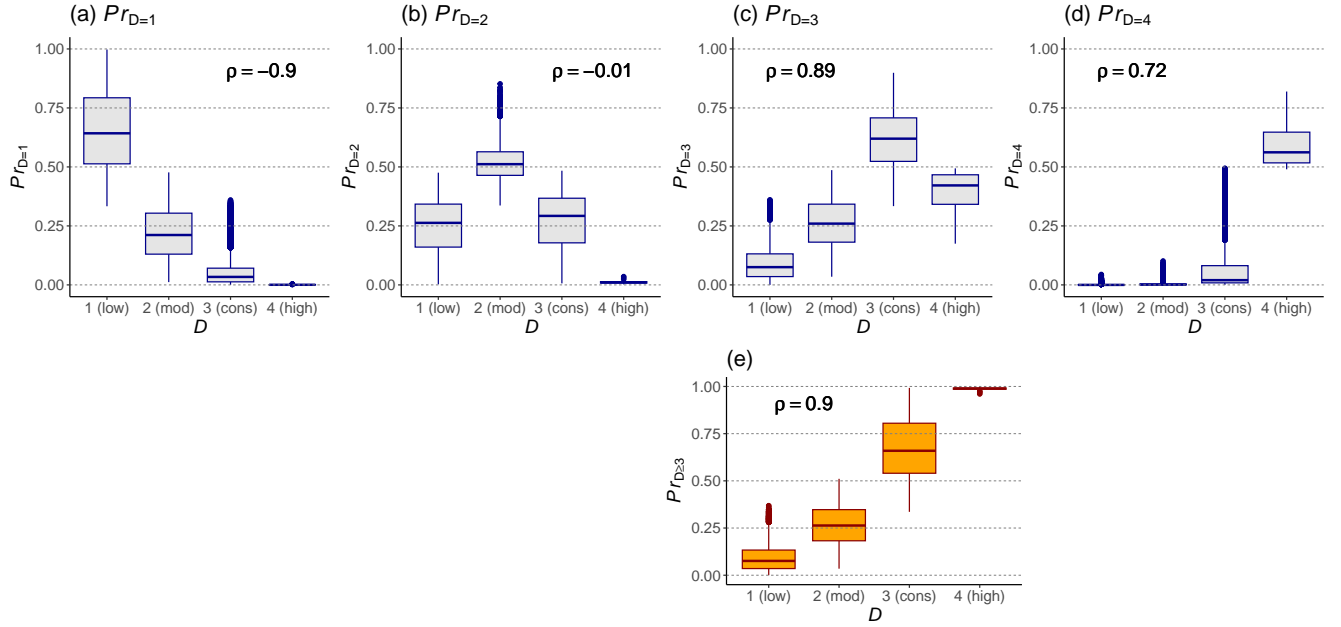 (a) Pr_D=1
ρ = −0.9
Pr_D=1
1.00
0.75
0.50
0.25
0.00
1 (low) 2 (mod) 3 (cons) 4 (high)
D
(b) Pr_D=2
ρ = −0.01
Pr_D=2
1.00
0.75
0.50
0.25
0.00
1 (low) 2 (mod) 3 (cons) 4 (high)
D
(c) Pr_D=3
ρ = 0.89
Pr_D=3
1.00
0.75
0.50
0.25
0.00
1 (low) 2 (mod) 3 (cons) 4 (high)
D
(d) Pr_D=4
ρ = 0.72
Pr_D=4
1.00
0.75
0.50
0.25
0.00
1 (low) 2 (mod) 3 (cons) 4 (high)
D
(e)
ρ = 0.9
Pr_D≥3
1.00
0.75
0.50
0.25
0.00
1 (low) 2 (mod) 3 (cons) 4 (high)
D